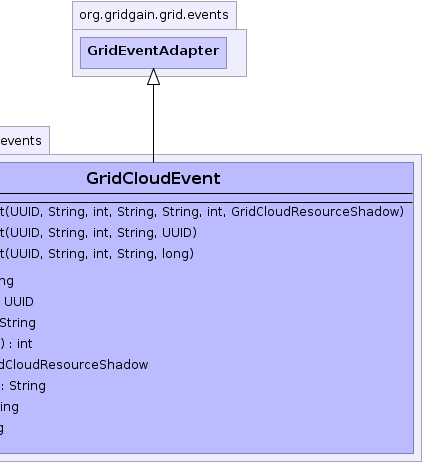 org.gridgain.grid.events
GridEventAdapter
events
GridCloudEvent
t(UUID, String, int, String, String, int, GridCloudResourceShadow)
t(UUID, String, int, String, UUID)
t(UUID, String, int, String, long)
ng
UUID
String
) : int
dCloudResourceShadow
: String
ing
g